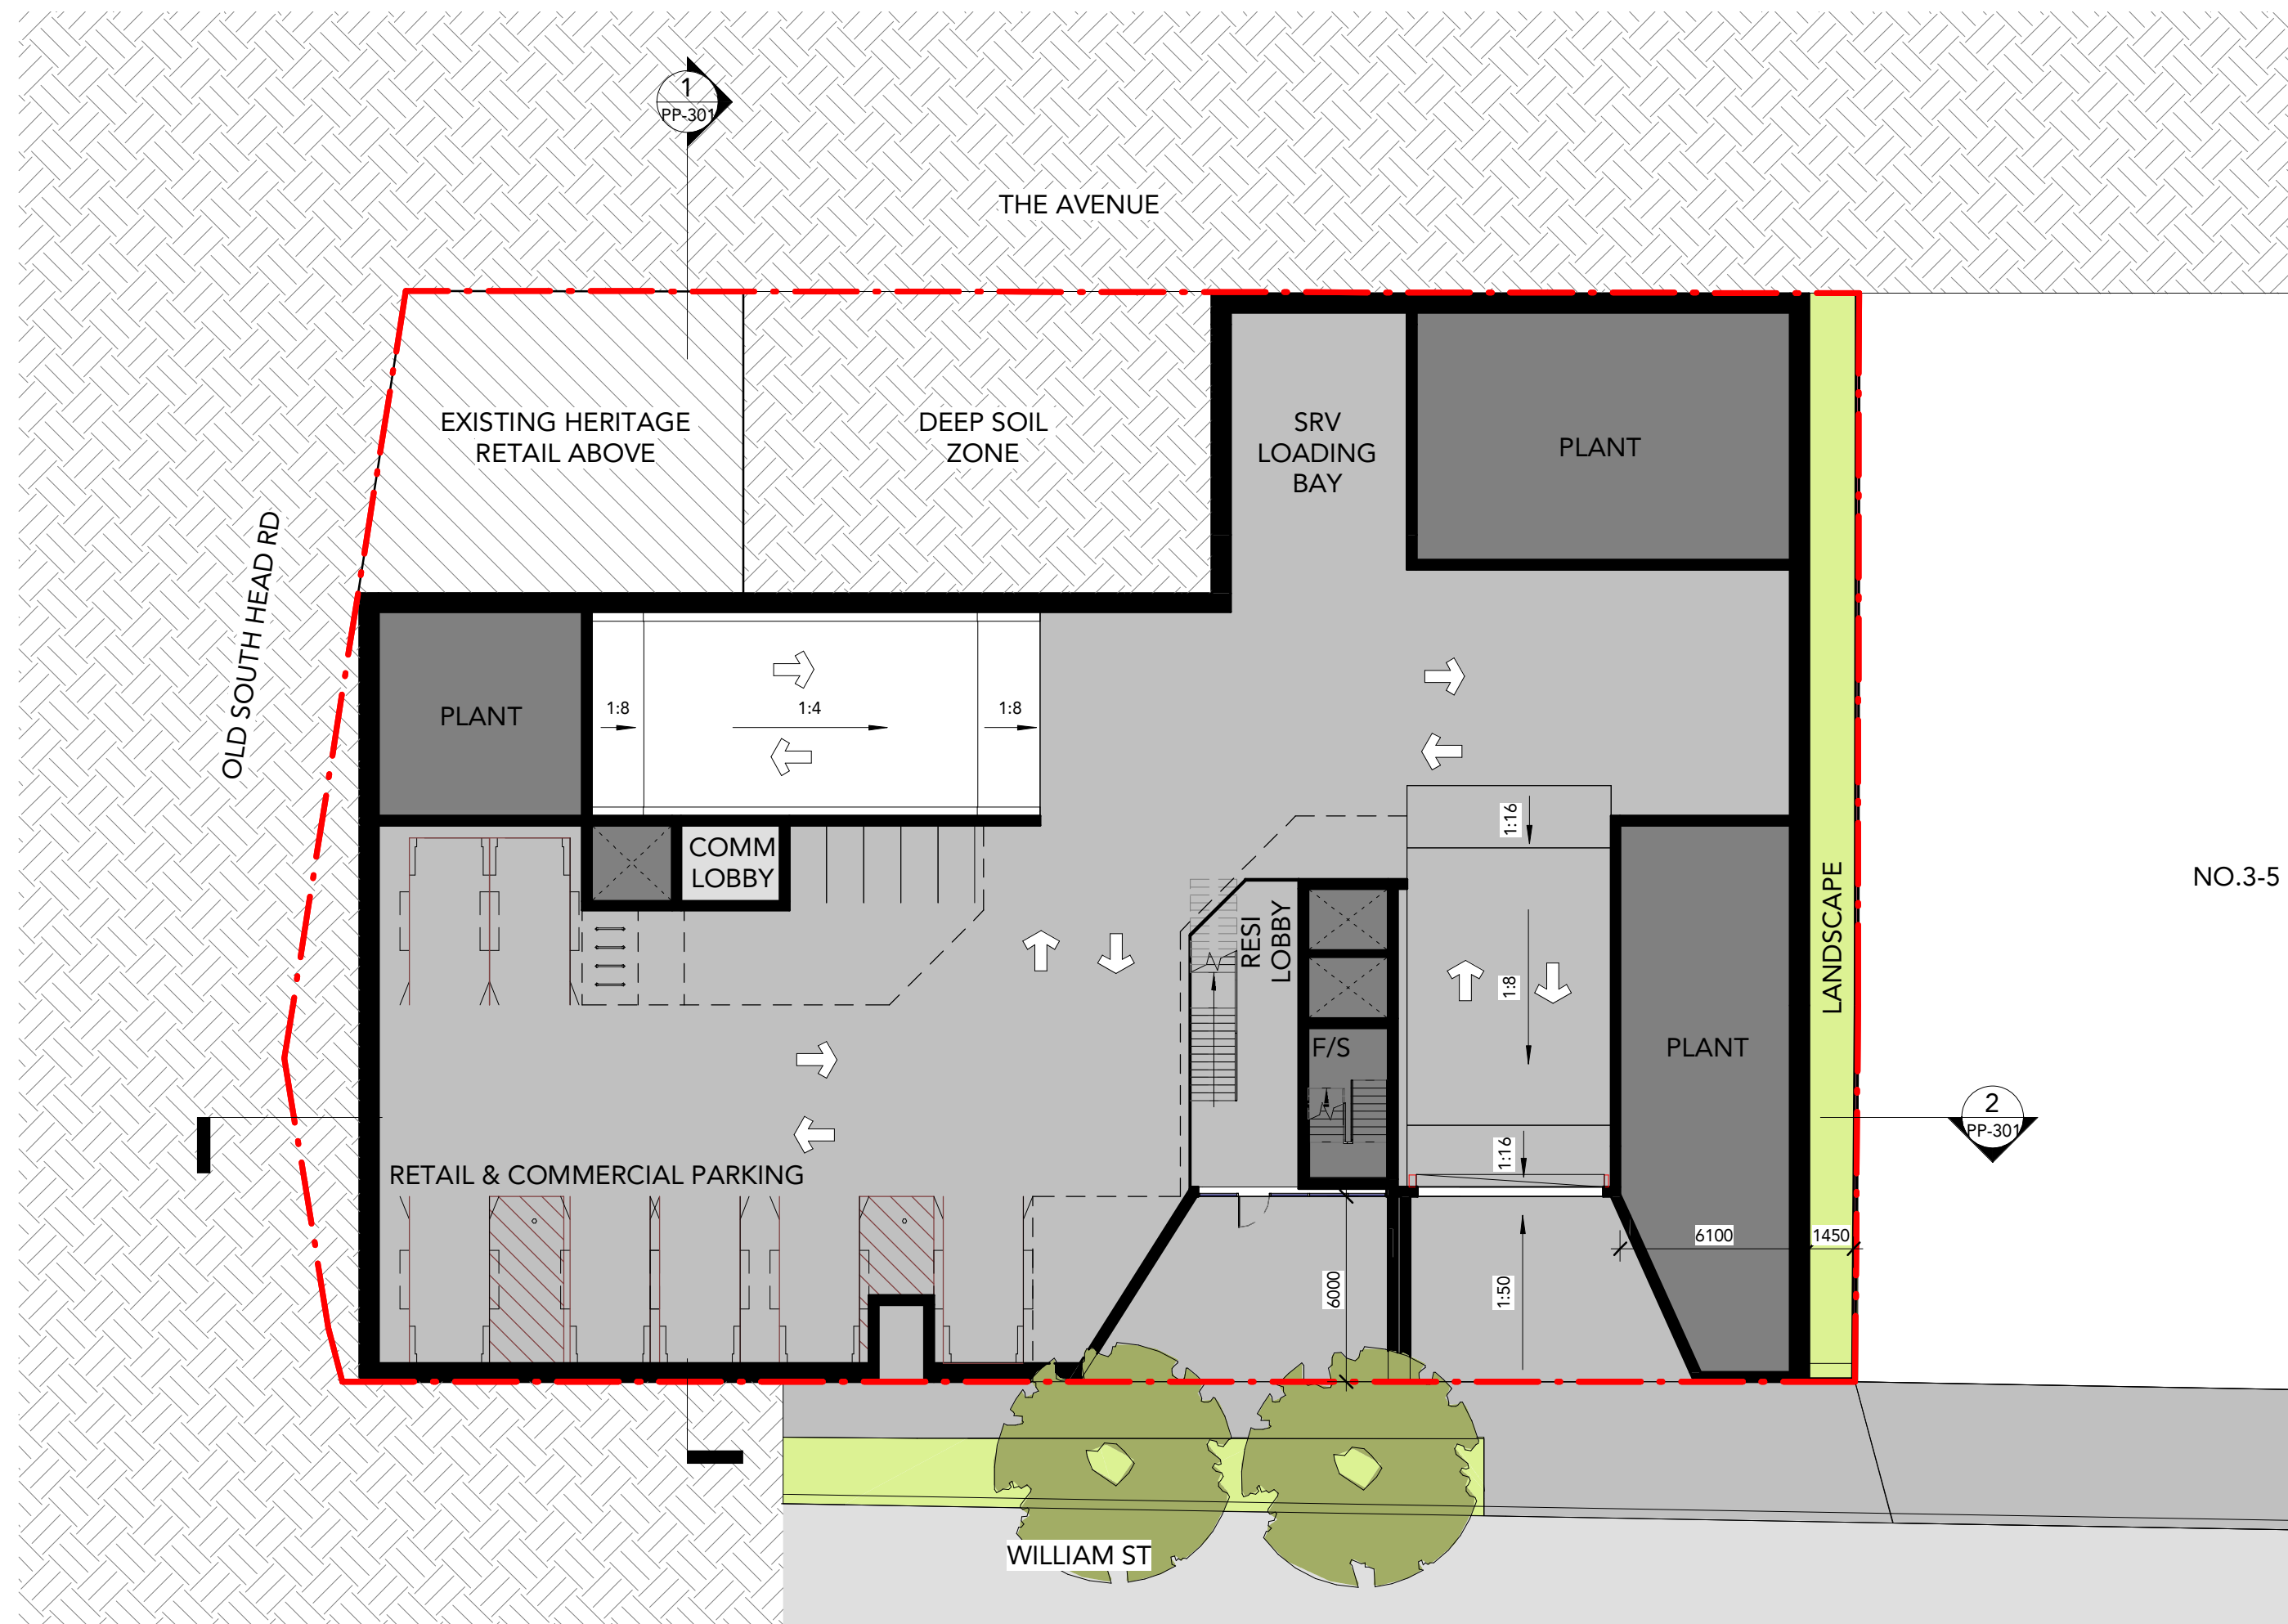 1
PP-301
THE AVENUE
EXISTING HERITAGE
RETAIL ABOVE
DEEP SOIL
ZONE
SRV
LOADING
BAY
PLANT
OLD SOUTH HEAD RD
PLANT
1:8
1:4
1:8
COMM
LOBBY
1:16
RESI
LOBBY
LANDSCAPE
NO.3-5
1:8
F/S
PLANT
2
PP-301
1:16
RETAIL & COMMERCIAL PARKING
6100
1450
6000
1:50
WILLIAM ST